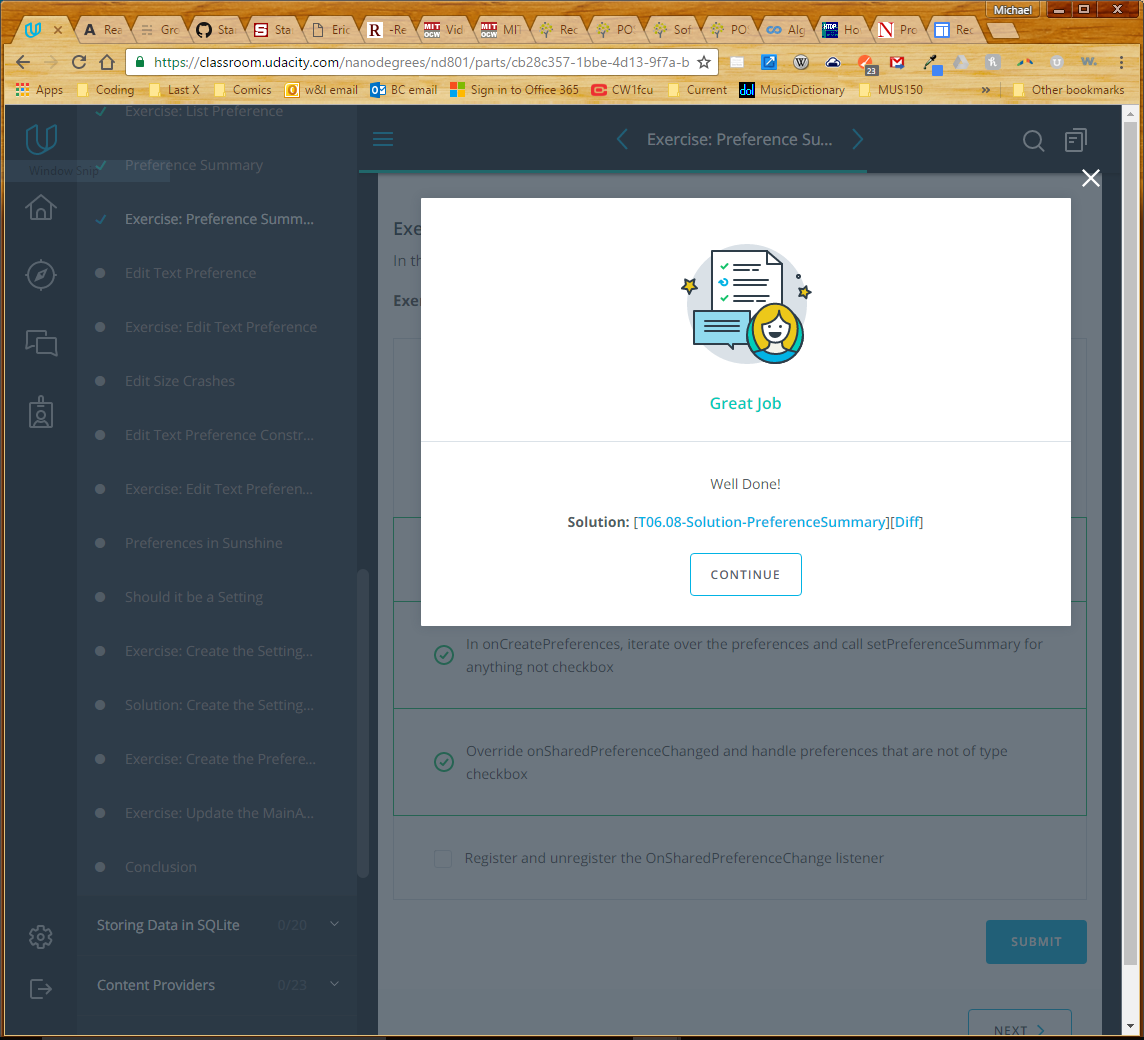 Michael
Rea
Gro
Sta
Sta
Eric
-Re
Vid
MIT
Rec
PO
Sof
PO
Alg
Ho
Pro
Rec
https://classroom.udacity.com/nanodegrees/nd801/parts/cb28c357-1bbe-4d13-9f7a-b
23
Apps Coding Last X Comics w&l email BC email Sign in to Office 365 CW1fcu Current dol MusicDictionary MUS150 » Other bookmarks
Exercise: List Preference
Preference Summary
Window Snip
Exercise: Preference Summ...
Edit Text Preference
Exercise: Edit Text Preference
Edit Size Crashes
Edit Text Preference Constr...
Exercise: Edit Text Preferen...
Preferences in Sunshine
Should it be a Setting
Exercise: Create the Setting...
Solution: Create the Setting...
Exercise: Create the Prefere...
Exercise: Update the MainA...
Conclusion
Storing Data in SQLite 0/20
Content Providers 0/23
Exercise: Preference Su...
Exe
In th
Exer
Great Job
Well Done!
Solution: [T06.08-Solution-PreferenceSummary][Diff]
CONTINUE
In onCreatePreferences, iterate over the preferences and call setPreferenceSummary for
anything not checkbox
Override onSharedPreferenceChanged and handle preferences that are not of type
checkbox
Register and unregister the OnSharedPreferenceChange listener
SUBMIT
NEXT